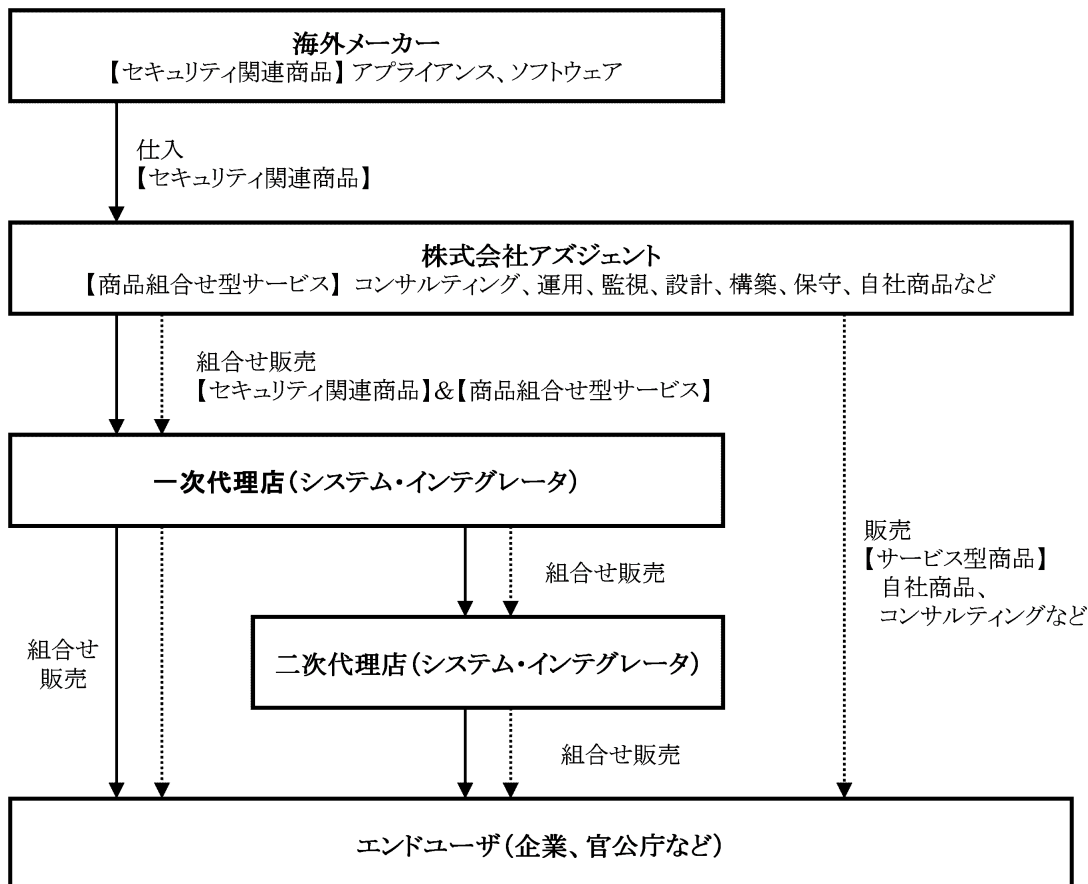 海外メーカー
【セキュリティ関連商品】アプライアンス、ソフトウェア
仕入
【セキュリティ関連商品】
株式会社アズジェント
【商品組合せ型サービス】 コンサルティング、運用、監視、設計、構築、保守、自社商品など
組合せ販売
【セキュリティ関連商品】&【商品組合せ型サービス】
一次代理店(システム・インテグレータ)
組合せ販売
販売
【サービス型商品】
自社商品、
コンサルティングなど
二次代理店(システム・インテグレータ)
組合せ
販売
組合せ販売
エンドユーザ(企業、官公庁など)